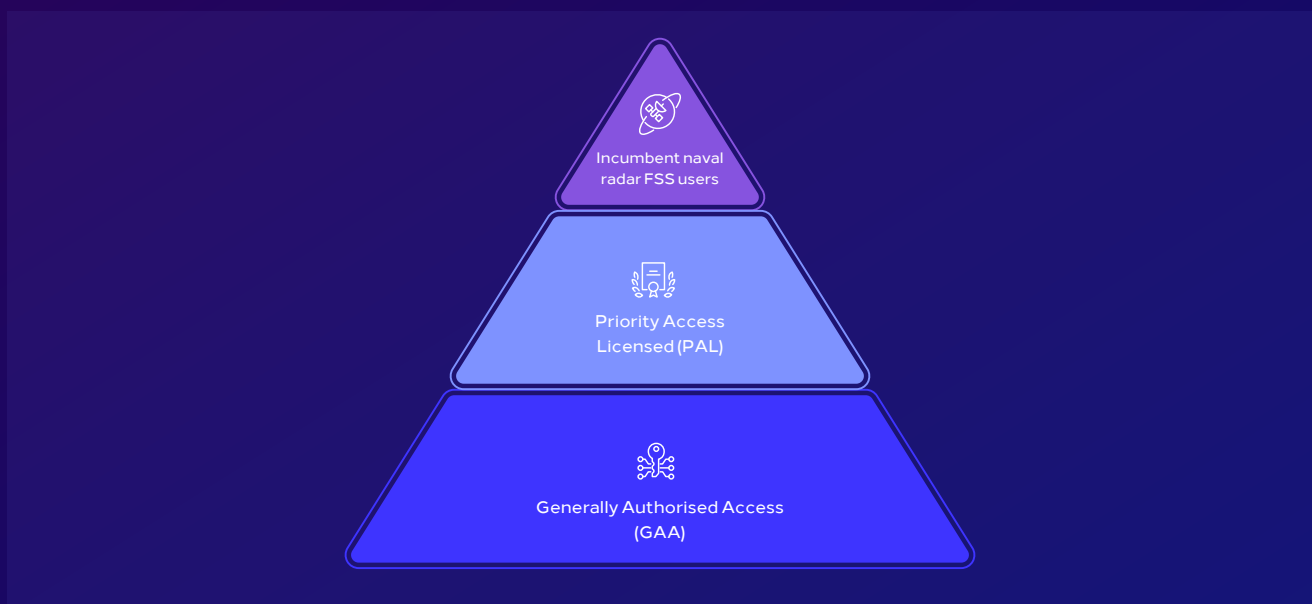 Incumbent naval
radar FSS users
Priority Access
Licensed (PAL)
Generally Authorised Access
(GAA)